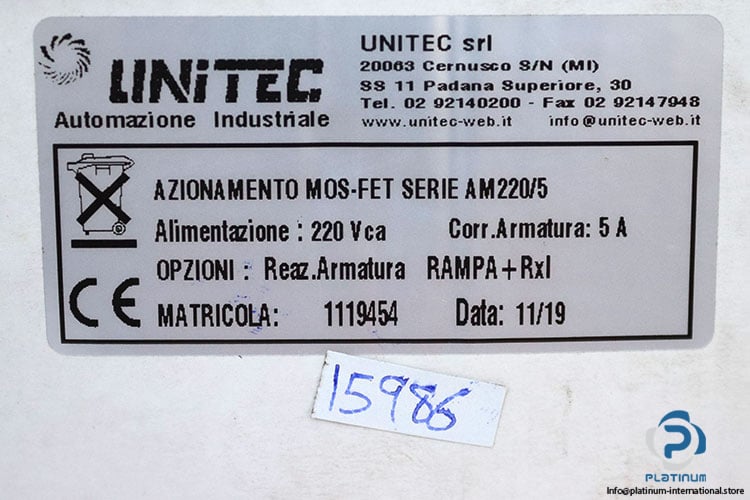 UNiTEC
Automazione Industriale
UNITEC srl
20063 Cernusco S/N (MI)
SS 11 Padana Superiore, 30
Tel. 02 92140200 - Fax 02 92147948
www.unitec-web.it info@unitec-web.it
AZIONAMENTO MOS-FET SERIE AM220/5
Alimentazione : 220 Vca Corr.Armatura: 5 A
OPZIONI : Reaz.Armatura RAMPA+RxI
CE MATRICOLA: 1119454 Data: 11/19
15986
PLATINUM
Info@platinum-international.store